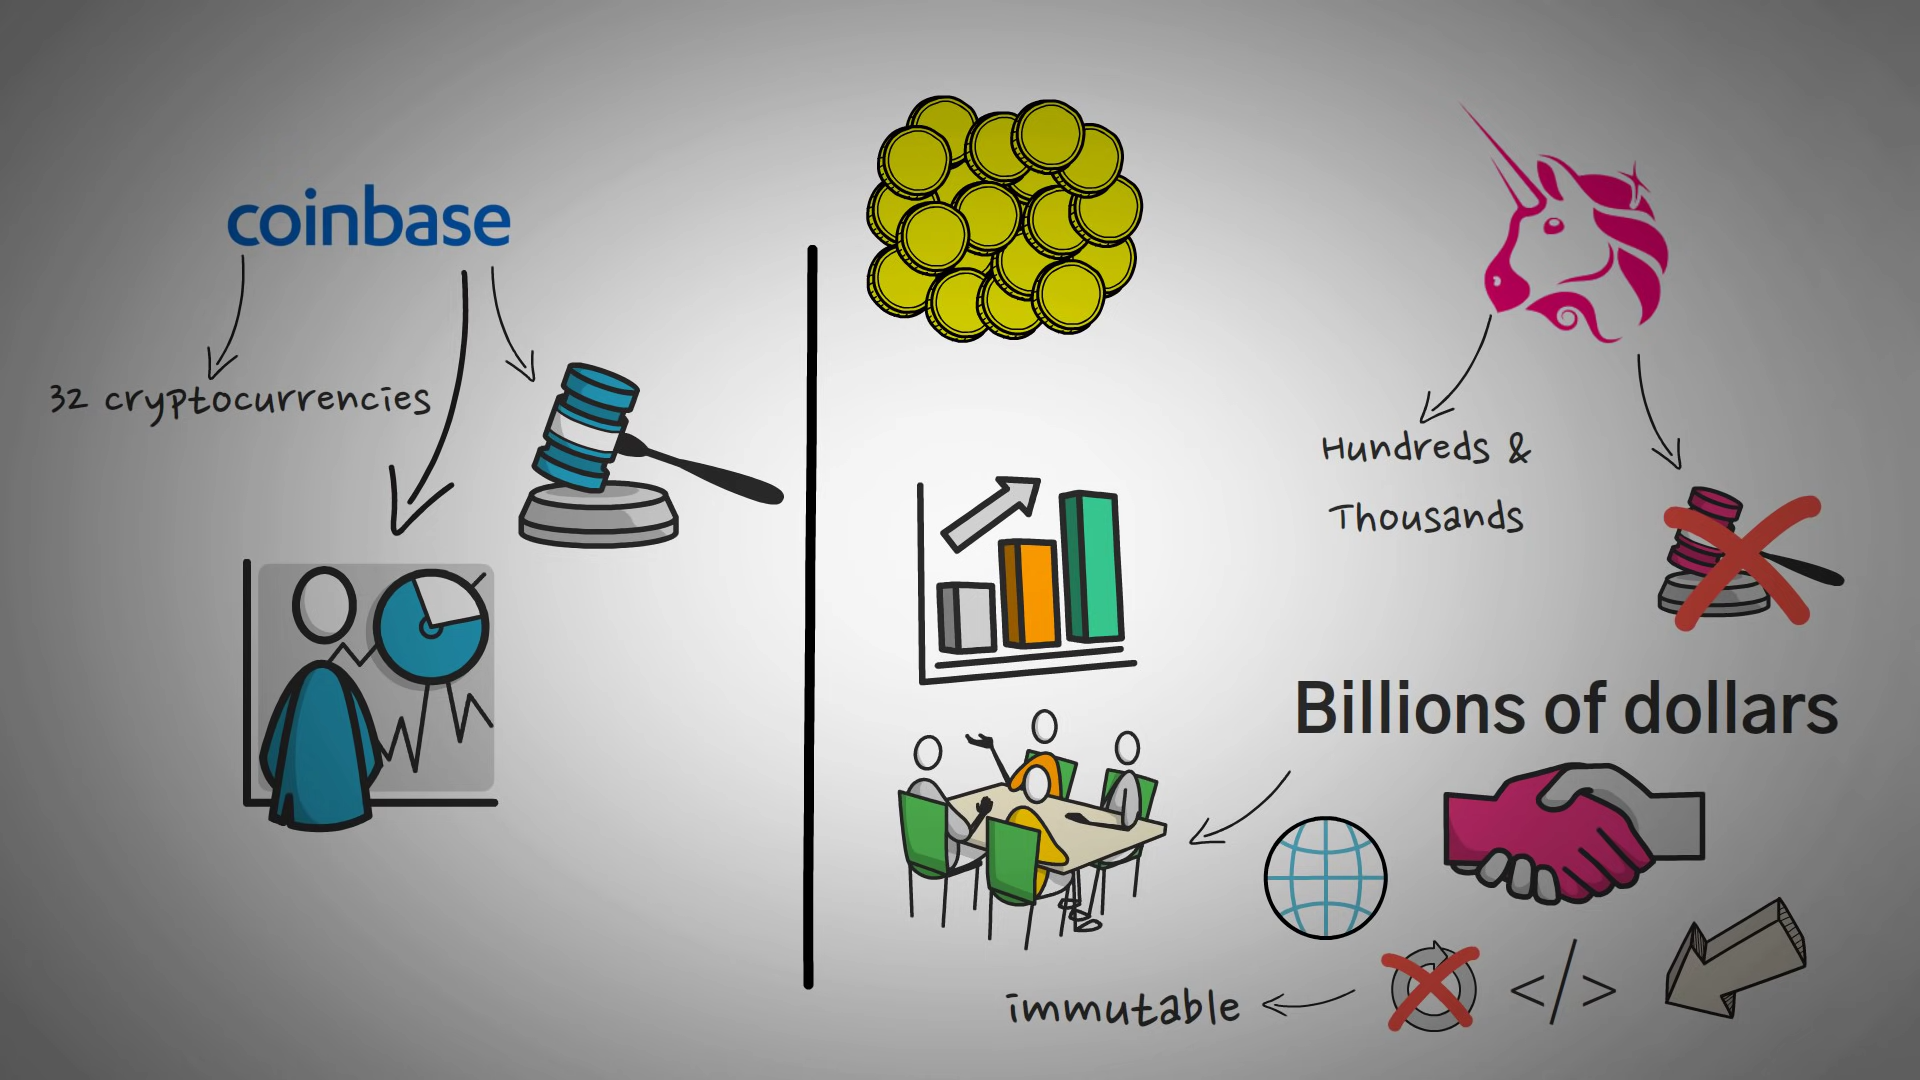 coinbase
32 cryptocurrencies
Hundreds &
Thousands
Billions of dollars
immutable
</>